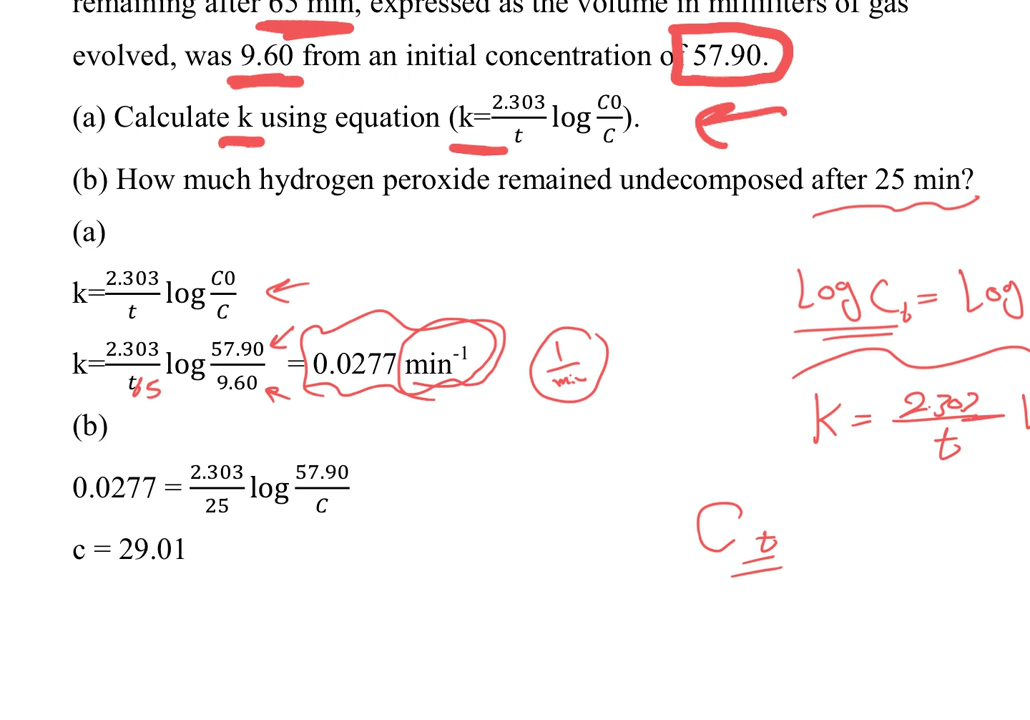 remaining after 65 min, expressed as the volume in milliliters of gas
evolved, was 9.60 from an initial concentration of 57.90.
(a) Calculate k using equation (k=2.303/t log C0/C).
(b) How much hydrogen peroxide remained undecomposed after 25 min?
(a)
k=2.303/t log C0/C
Log Ct = Log
k=2.303/t log 57.90/9.60 = 0.0277 min⁻¹
65
1/min
K = 2.303/t
(b)
0.0277 = 2.303/25 log 57.90/C
Ct
c = 29.01